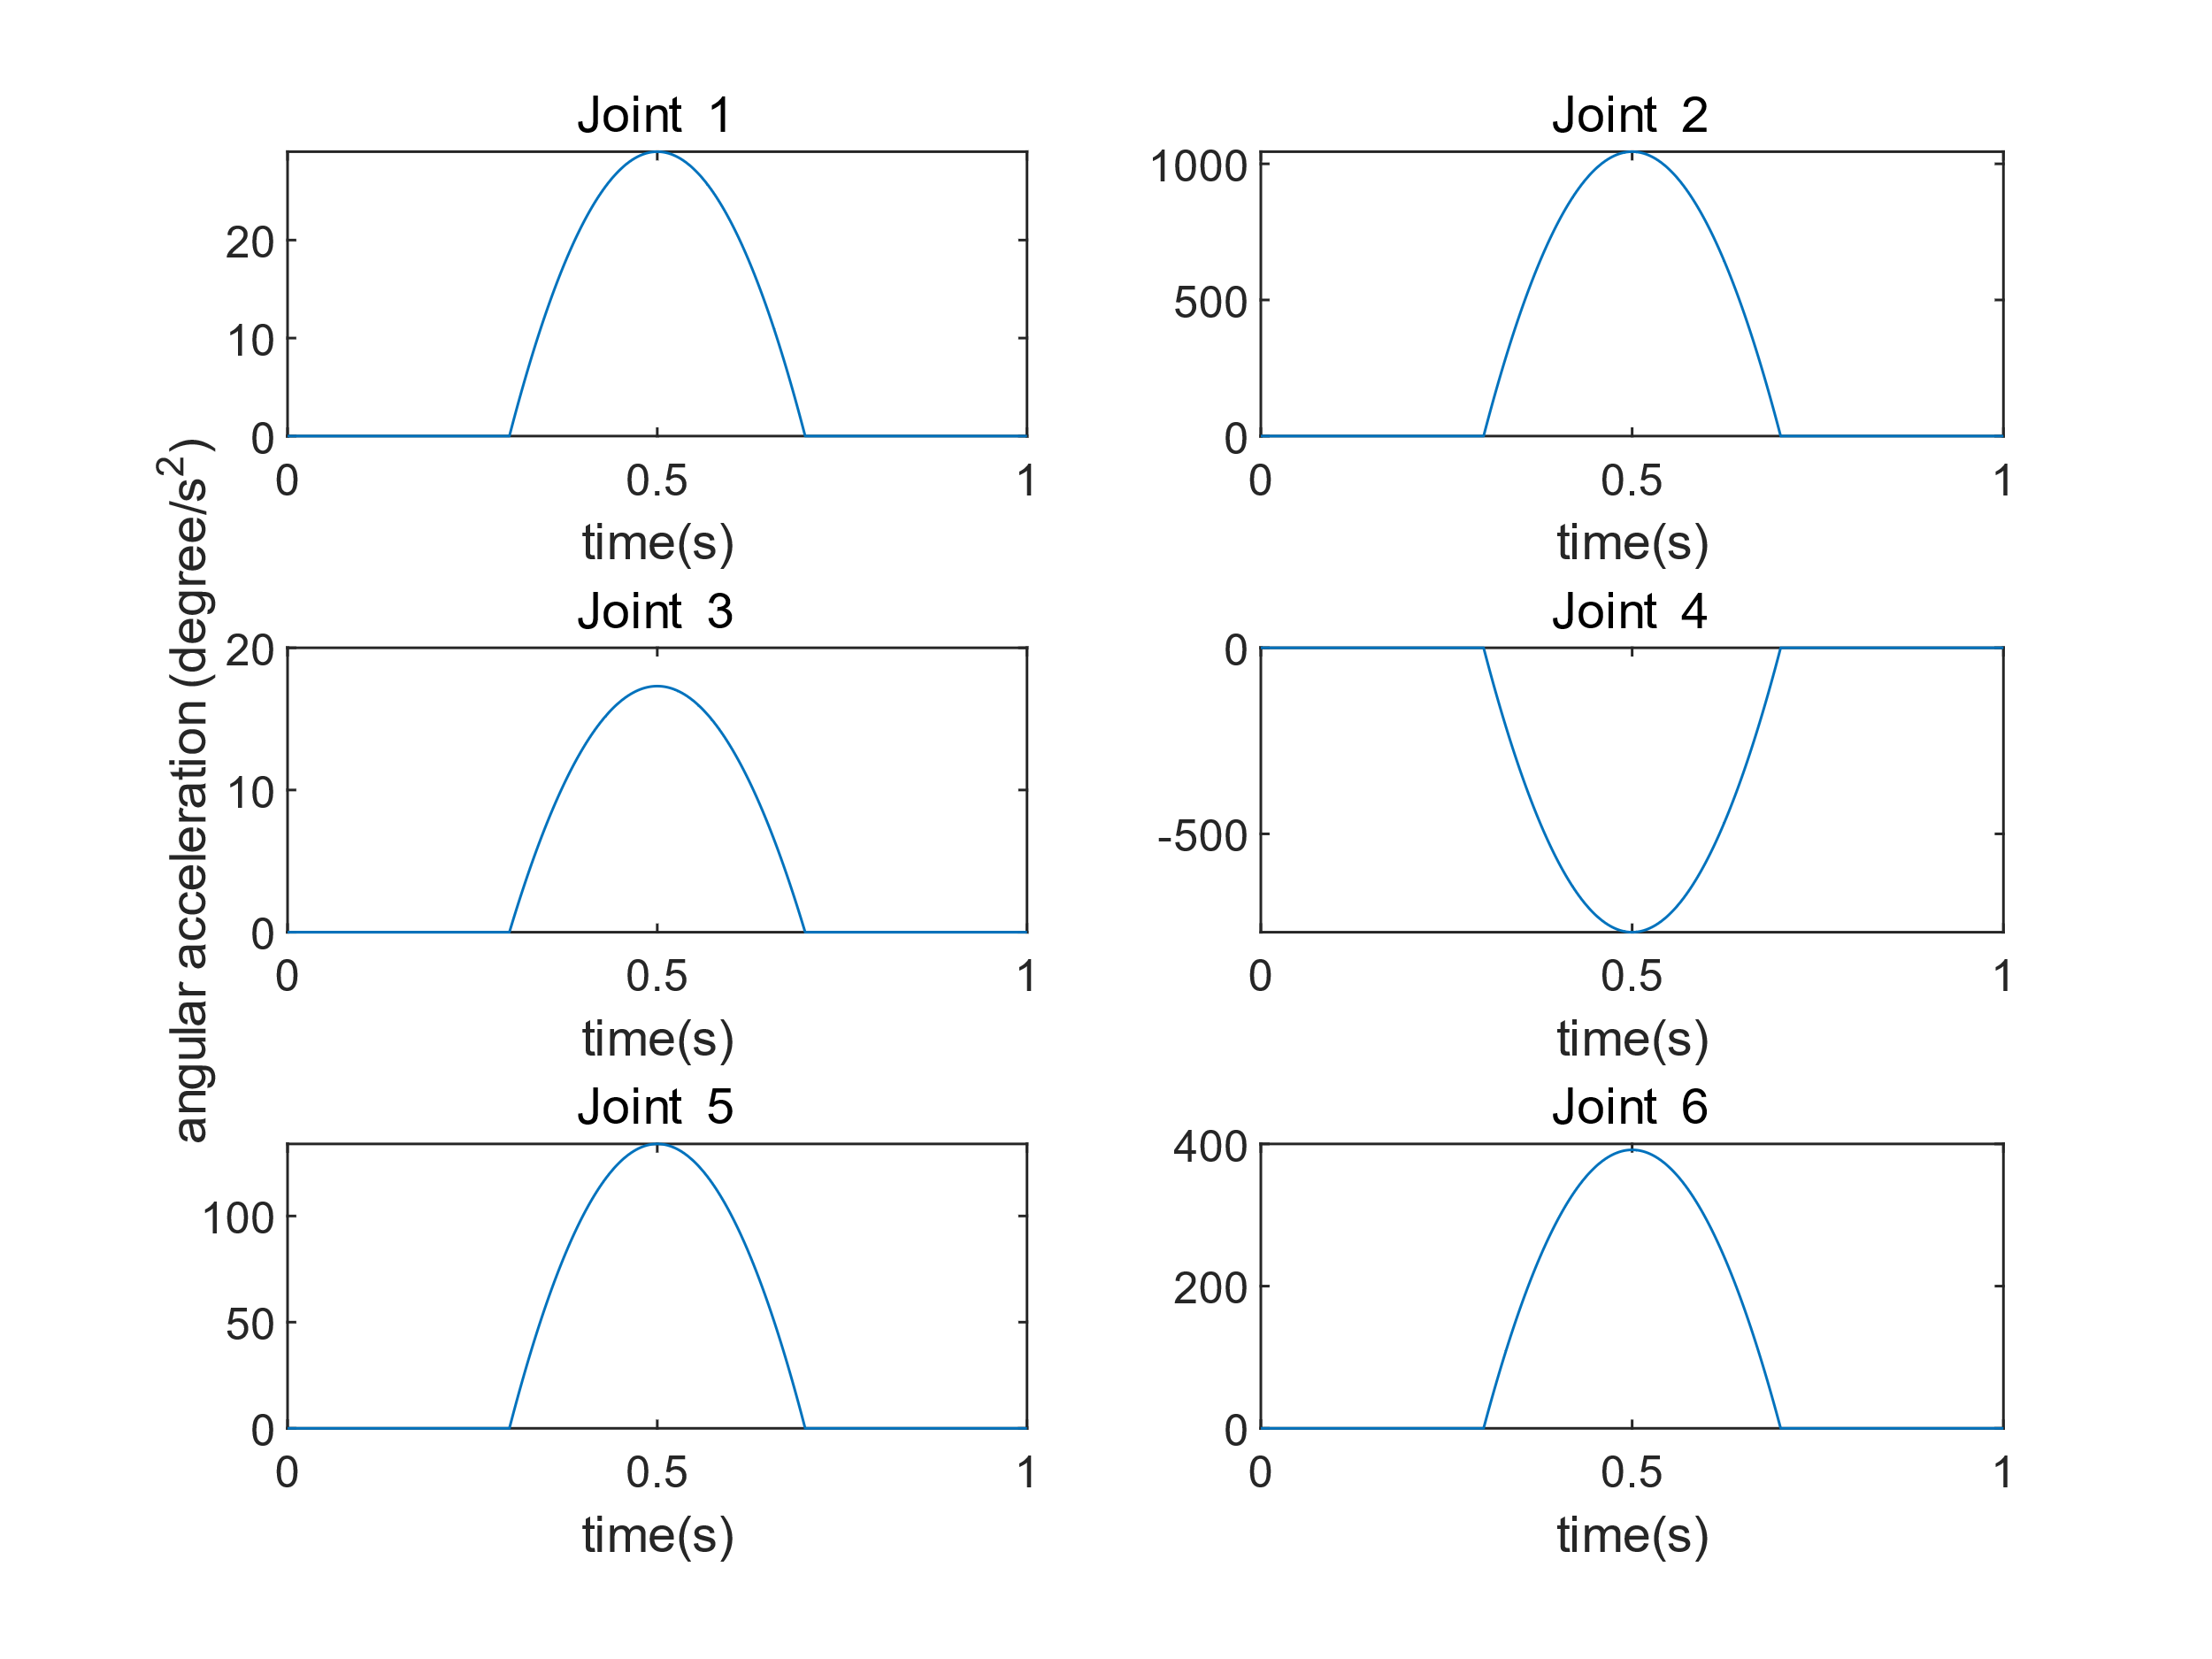 angular acceleration (degree/s²)
Joint 1
20
10
0
0 0.5 1
time(s)
Joint 2
1000
500
0
0 0.5 1
time(s)
Joint 3
20
10
0
0 0.5 1
time(s)
Joint 4
0
-500
0 0.5 1
time(s)
Joint 5
100
50
0
0 0.5 1
time(s)
Joint 6
400
200
0
0 0.5 1
time(s)